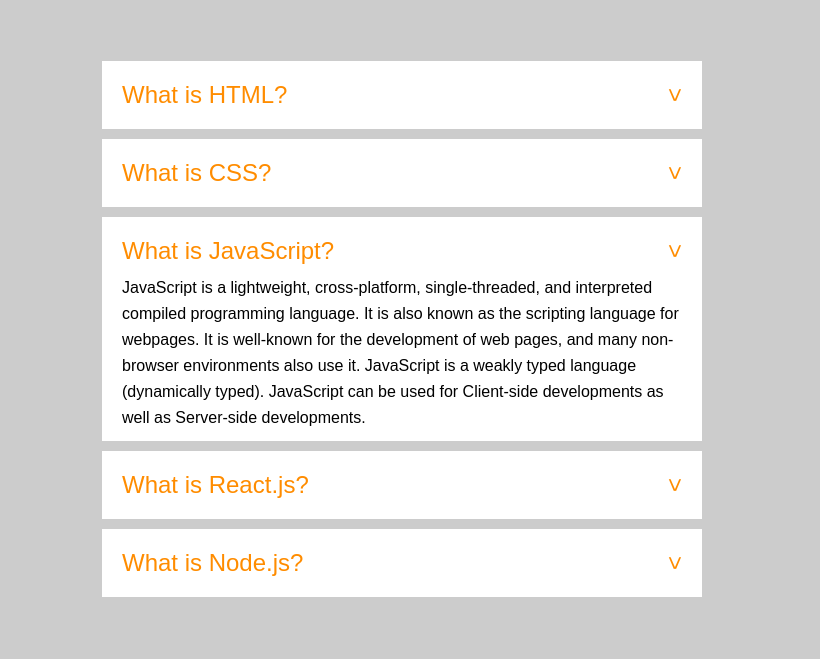 What is HTML? V
What is CSS? V
What is JavaScript? V
JavaScript is a lightweight, cross-platform, single-threaded, and interpreted
compiled programming language. It is also known as the scripting language for
webpages. It is well-known for the development of web pages, and many non-
browser environments also use it. JavaScript is a weakly typed language
(dynamically typed). JavaScript can be used for Client-side developments as
well as Server-side developments.
What is React.js? V
What is Node.js? V